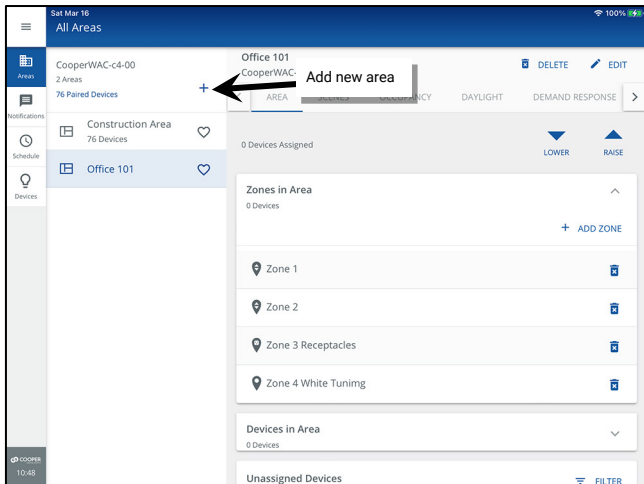 Sat Mar 16
100%
All Areas
Areas
Notifications
Schedule
Devices
COOPER
10:48
CooperWAC-c4-00
2 Areas
76 Paired Devices
Construction Area
76 Devices
Office 101
Office 101
DELETE
EDIT
CooperWAC-
Add new area
AREA
SCENES
OCCUPANCY
DAYLIGHT
DEMAND RESPONSE
0 Devices Assigned
LOWER
RAISE
Zones in Area
0 Devices
+ ADD ZONE
Zone 1
Zone 2
Zone 3 Receptacles
Zone 4 White Tunimg
Devices in Area
0 Devices
Unassigned Devices
FILTER